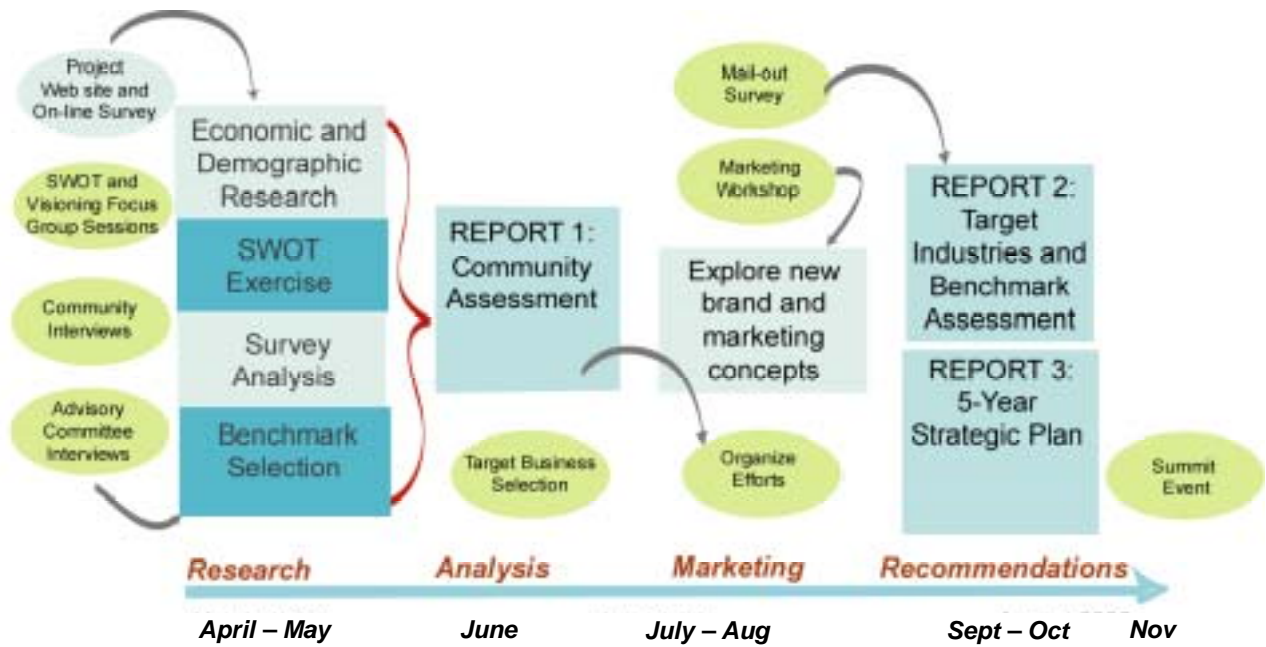 Project
Web site and
On-line Survey
SWOT and
Visioning Focus
Group Sessions
Community
Interviews
Advisory
Committee
Interviews
Economic and
Demographic
Research
SWOT
Exercise
Survey
Analysis
Benchmark
Selection
REPORT 1:
Community
Assessment
Target Business
Selection
Mail-out
Survey
Marketing
Workshop
Explore new
brand and
marketing
concepts
Organize
Efforts
REPORT 2:
Target
Industries and
Benchmark
Assessment
REPORT 3:
5-Year
Strategic Plan
Summit
Event
Research
Analysis
Marketing
Recommendations
April – May
June
July – Aug
Sept – Oct
Nov